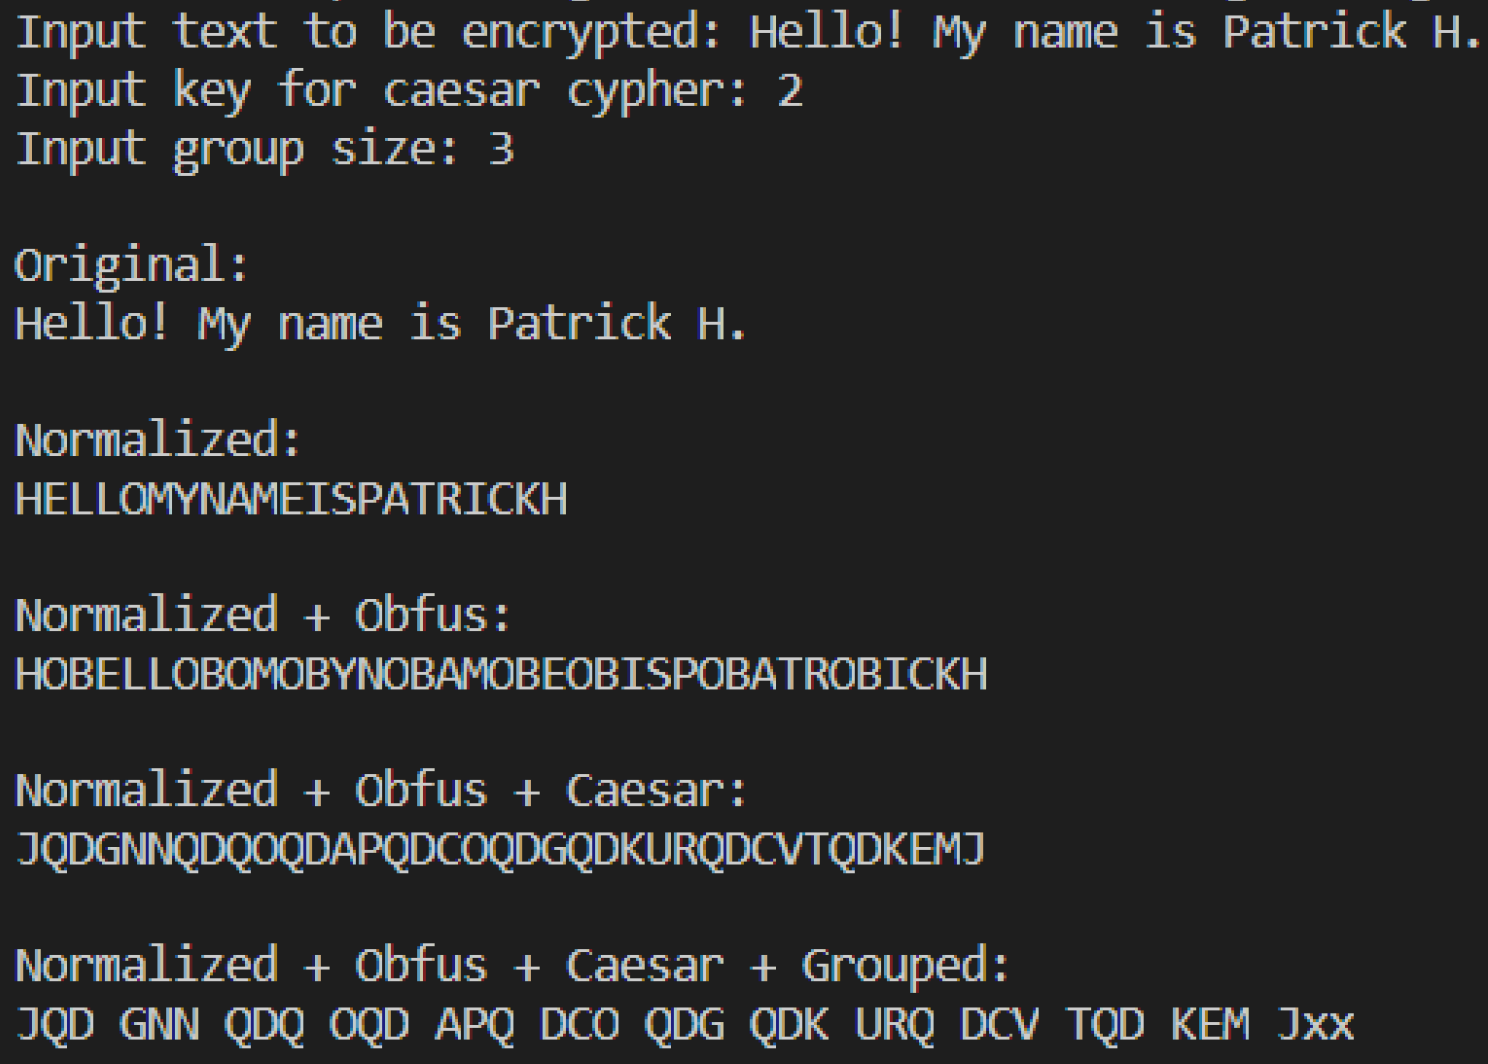 Input text to be encrypted: Hello! My name is Patrick H.
Input key for caesar cypher: 2
Input group size: 3
Original:
Hello! My name is Patrick H.
Normalized:
HELLOMYNAMEISPATRICKH
Normalized + Obfus:
HOBELLOBOMOBYNOBAMOBEOBISPOBATROBICKH
Normalized + Obfus + Caesar:
JQDGNNQDQOQDAPQDCOQDGQDKURQDCVTQDKEMJ
Normalized + Obfus + Caesar + Grouped:
JQD GNN QDQ OQD APQ DCO QDG QDK URQ DCV TQD KEM Jxx